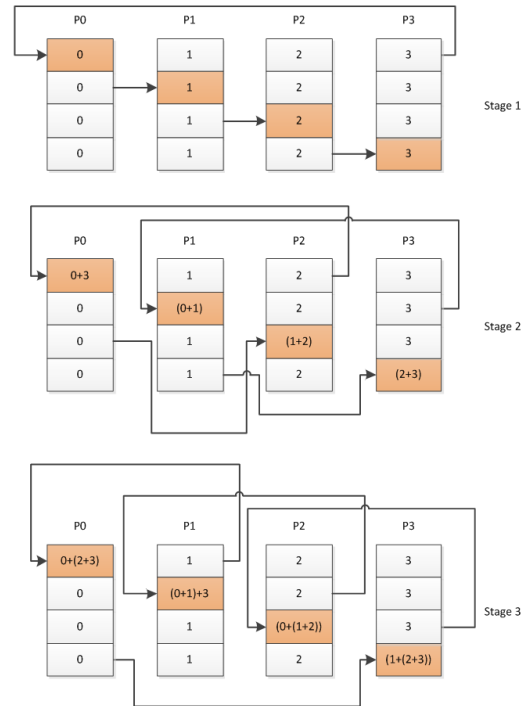 P0 P1 P2 P3
0 1 2 3
0 1 2 3
0 1 2 3
0 1 2 3
Stage 1
P0 P1 P2 P3
0+3 1 2 3
0 (0+1) 2 3
0 1 (1+2) 3
0 1 2 (2+3)
Stage 2
P0 P1 P2 P3
0+(2+3) 1 2 3
0 (0+1)+3 2 3
0 1 (0+(1+2)) 3
0 1 2 (1+(2+3))
Stage 3